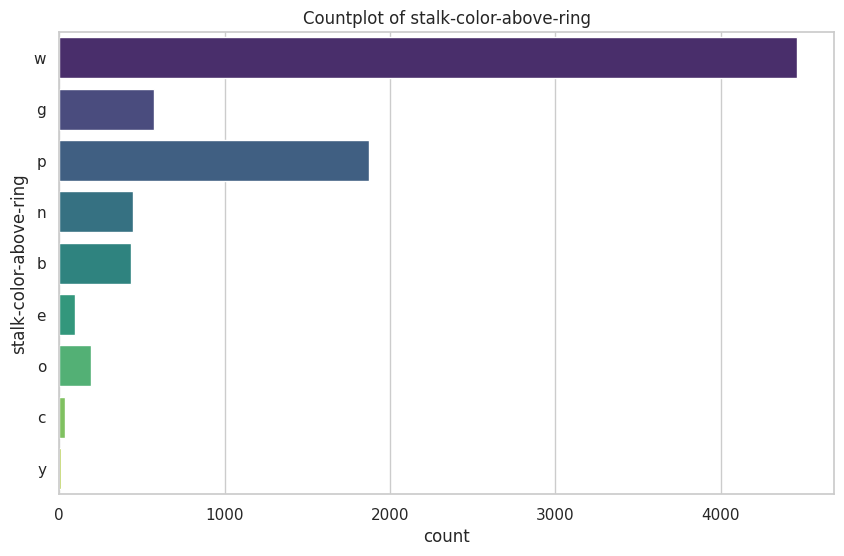 Countplot of stalk-color-above-ring
stalk-color-above-ring
w
g
p
n
b
e
o
c
y
0 1000 2000 3000 4000
count